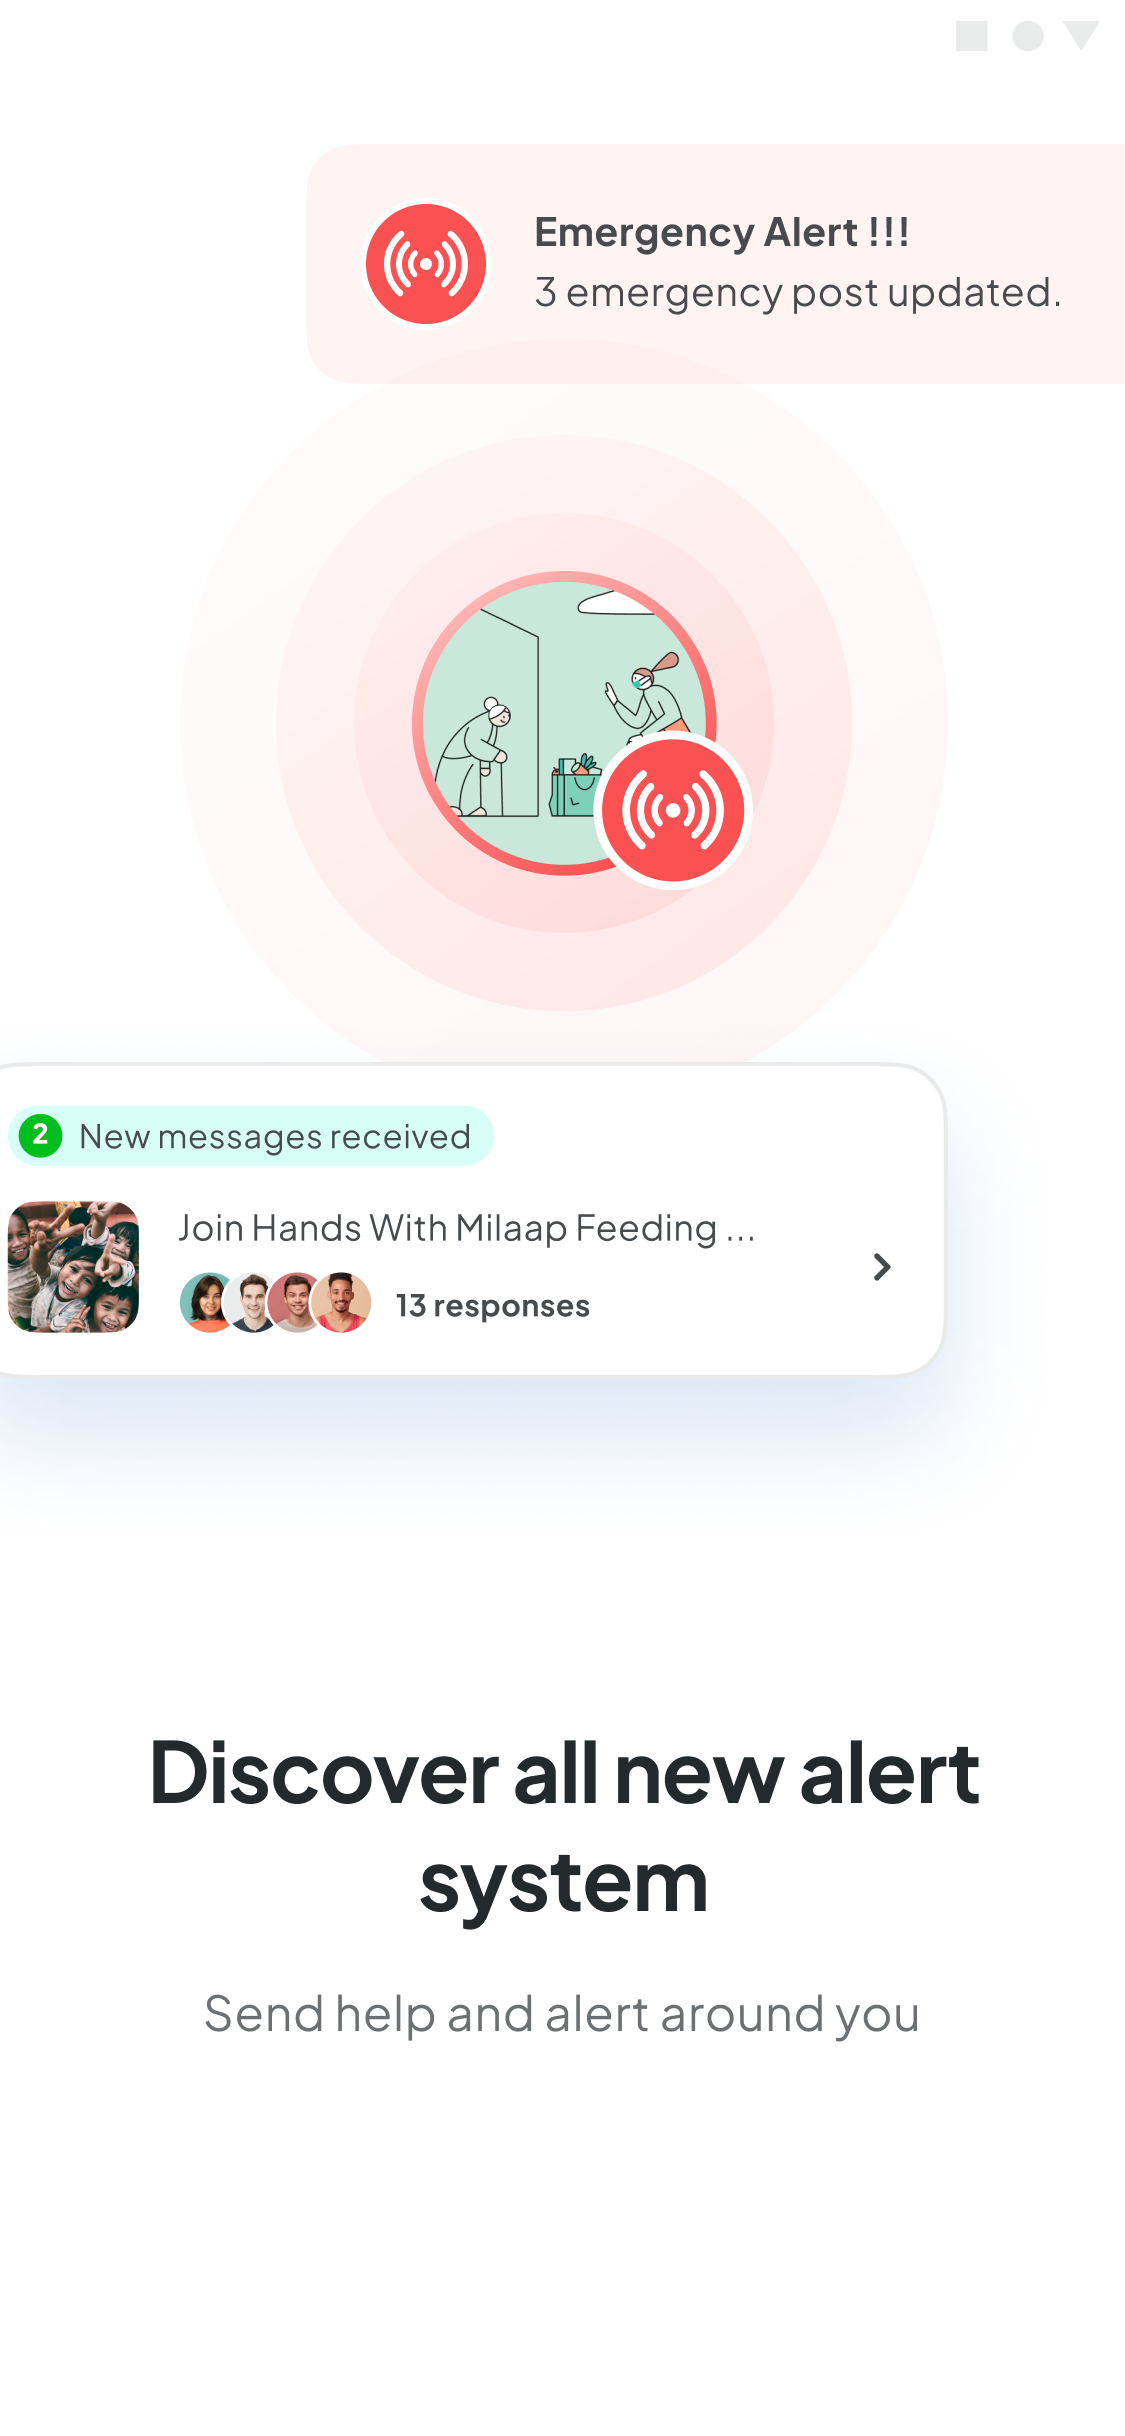 Emergency Alert !!!
3 emergency post updated.
2 New messages received
Join Hands With Milaap Feeding ...
13 responses
Discover all new alert
system
Send help and alert around you